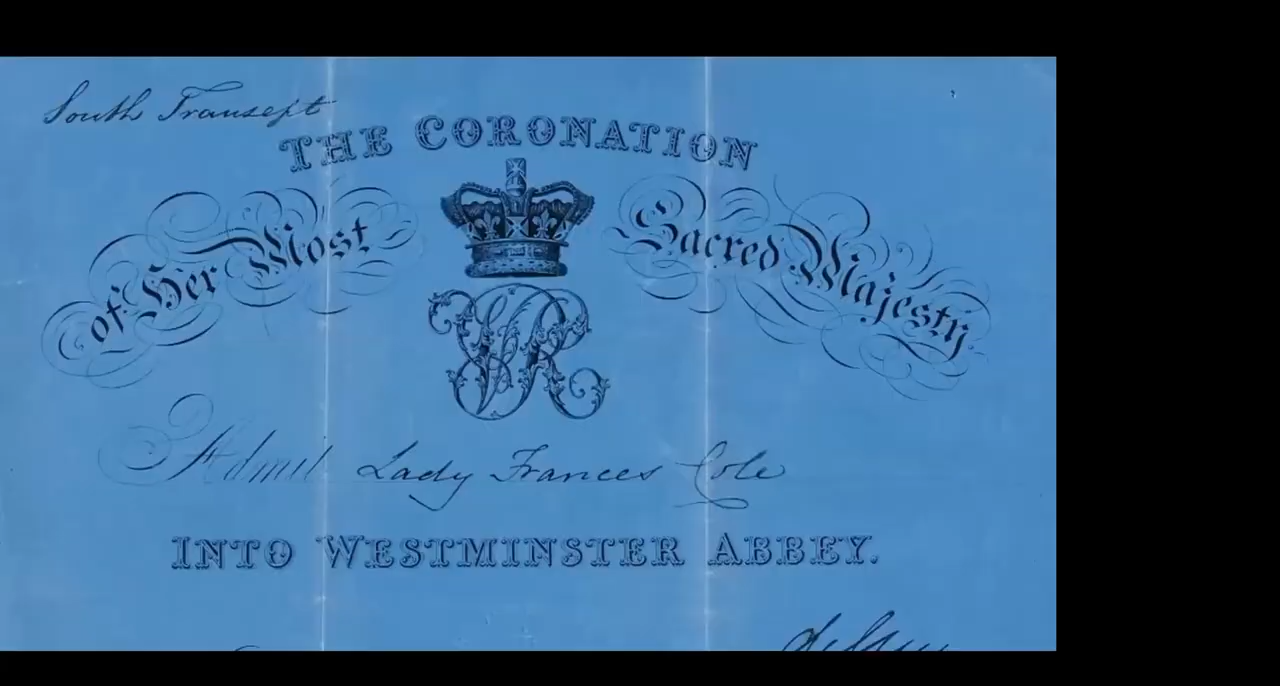 South Transept
THE CORONATION
of Her Most Sacred Majesty
VR
Admit Lady Frances Cole
INTO WESTMINSTER ABBEY.